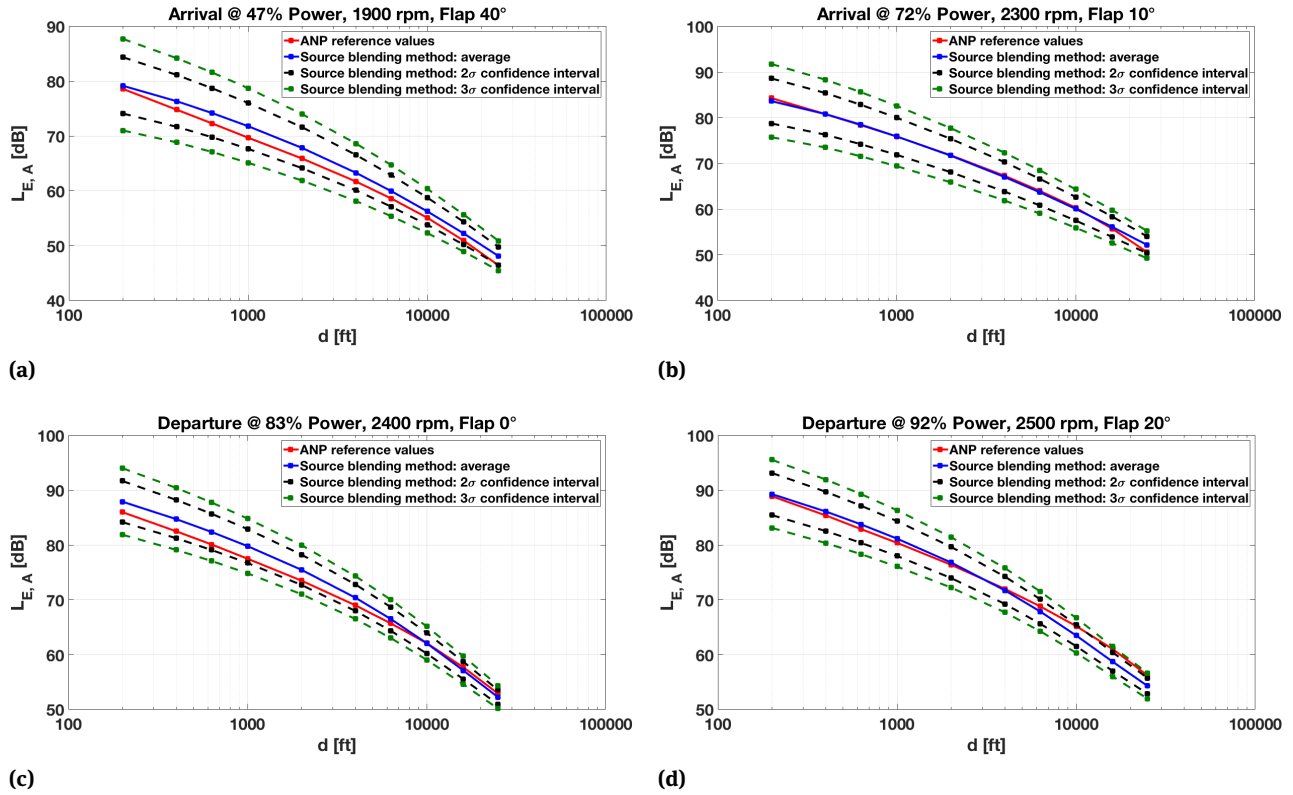 Arrival @ 47% Power, 1900 rpm, Flap 40°
90
80
70
60
50
40
L_E, A [dB]
ANP reference values
Source blending method: average
Source blending method: 2σ confidence interval
Source blending method: 3σ confidence interval
100 1000 10000 100000
d [ft]
(a)
Arrival @ 72% Power, 2300 rpm, Flap 10°
100
90
80
70
60
50
40
L_E, A [dB]
ANP reference values
Source blending method: average
Source blending method: 2σ confidence interval
Source blending method: 3σ confidence interval
100 1000 10000 100000
d [ft]
(b)
Departure @ 83% Power, 2400 rpm, Flap 0°
100
90
80
70
60
50
L_E, A [dB]
ANP reference values
Source blending method: average
Source blending method: 2σ confidence interval
Source blending method: 3σ confidence interval
100 1000 10000 100000
d [ft]
(c)
Departure @ 92% Power, 2500 rpm, Flap 20°
100
90
80
70
60
50
L_E, A [dB]
ANP reference values
Source blending method: average
Source blending method: 2σ confidence interval
Source blending method: 3σ confidence interval
100 1000 10000 100000
d [ft]
(d)